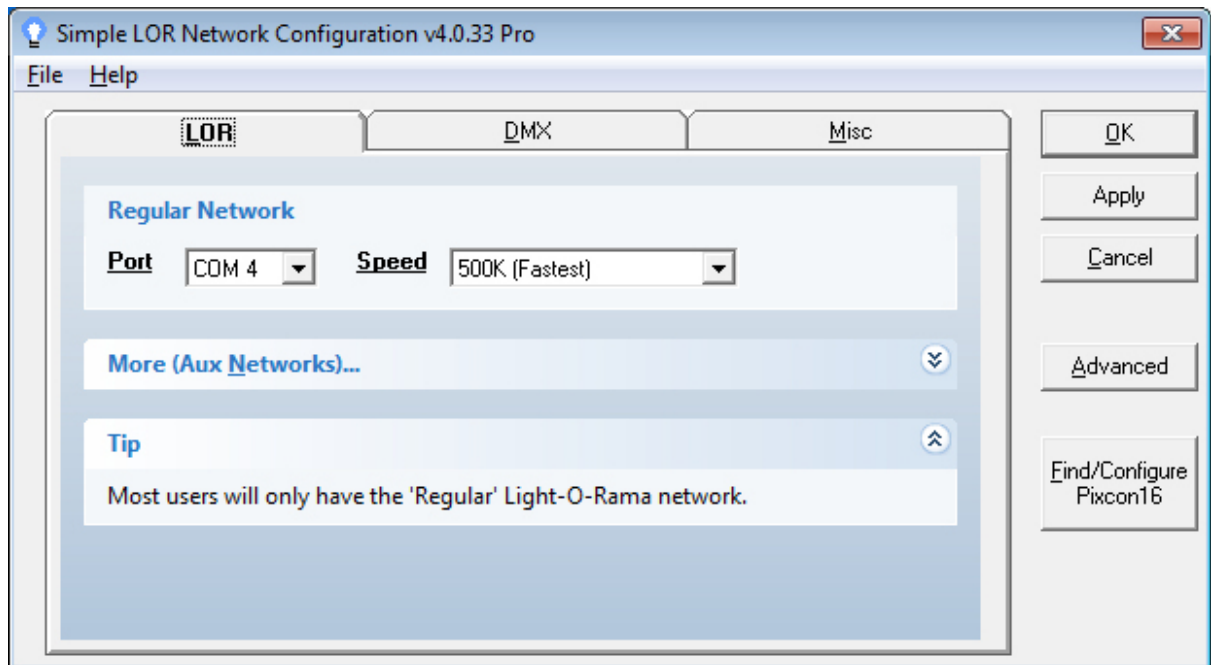 Simple LOR Network Configuration v4.0.33 Pro
File Help
LOR DMX Misc
OK
Regular Network
Apply
Port COM 4 Speed 500K (Fastest)
Cancel
More (Aux Networks)...
Advanced
Tip
Most users will only have the 'Regular' Light-O-Rama network.
Find/Configure
Pixcon16